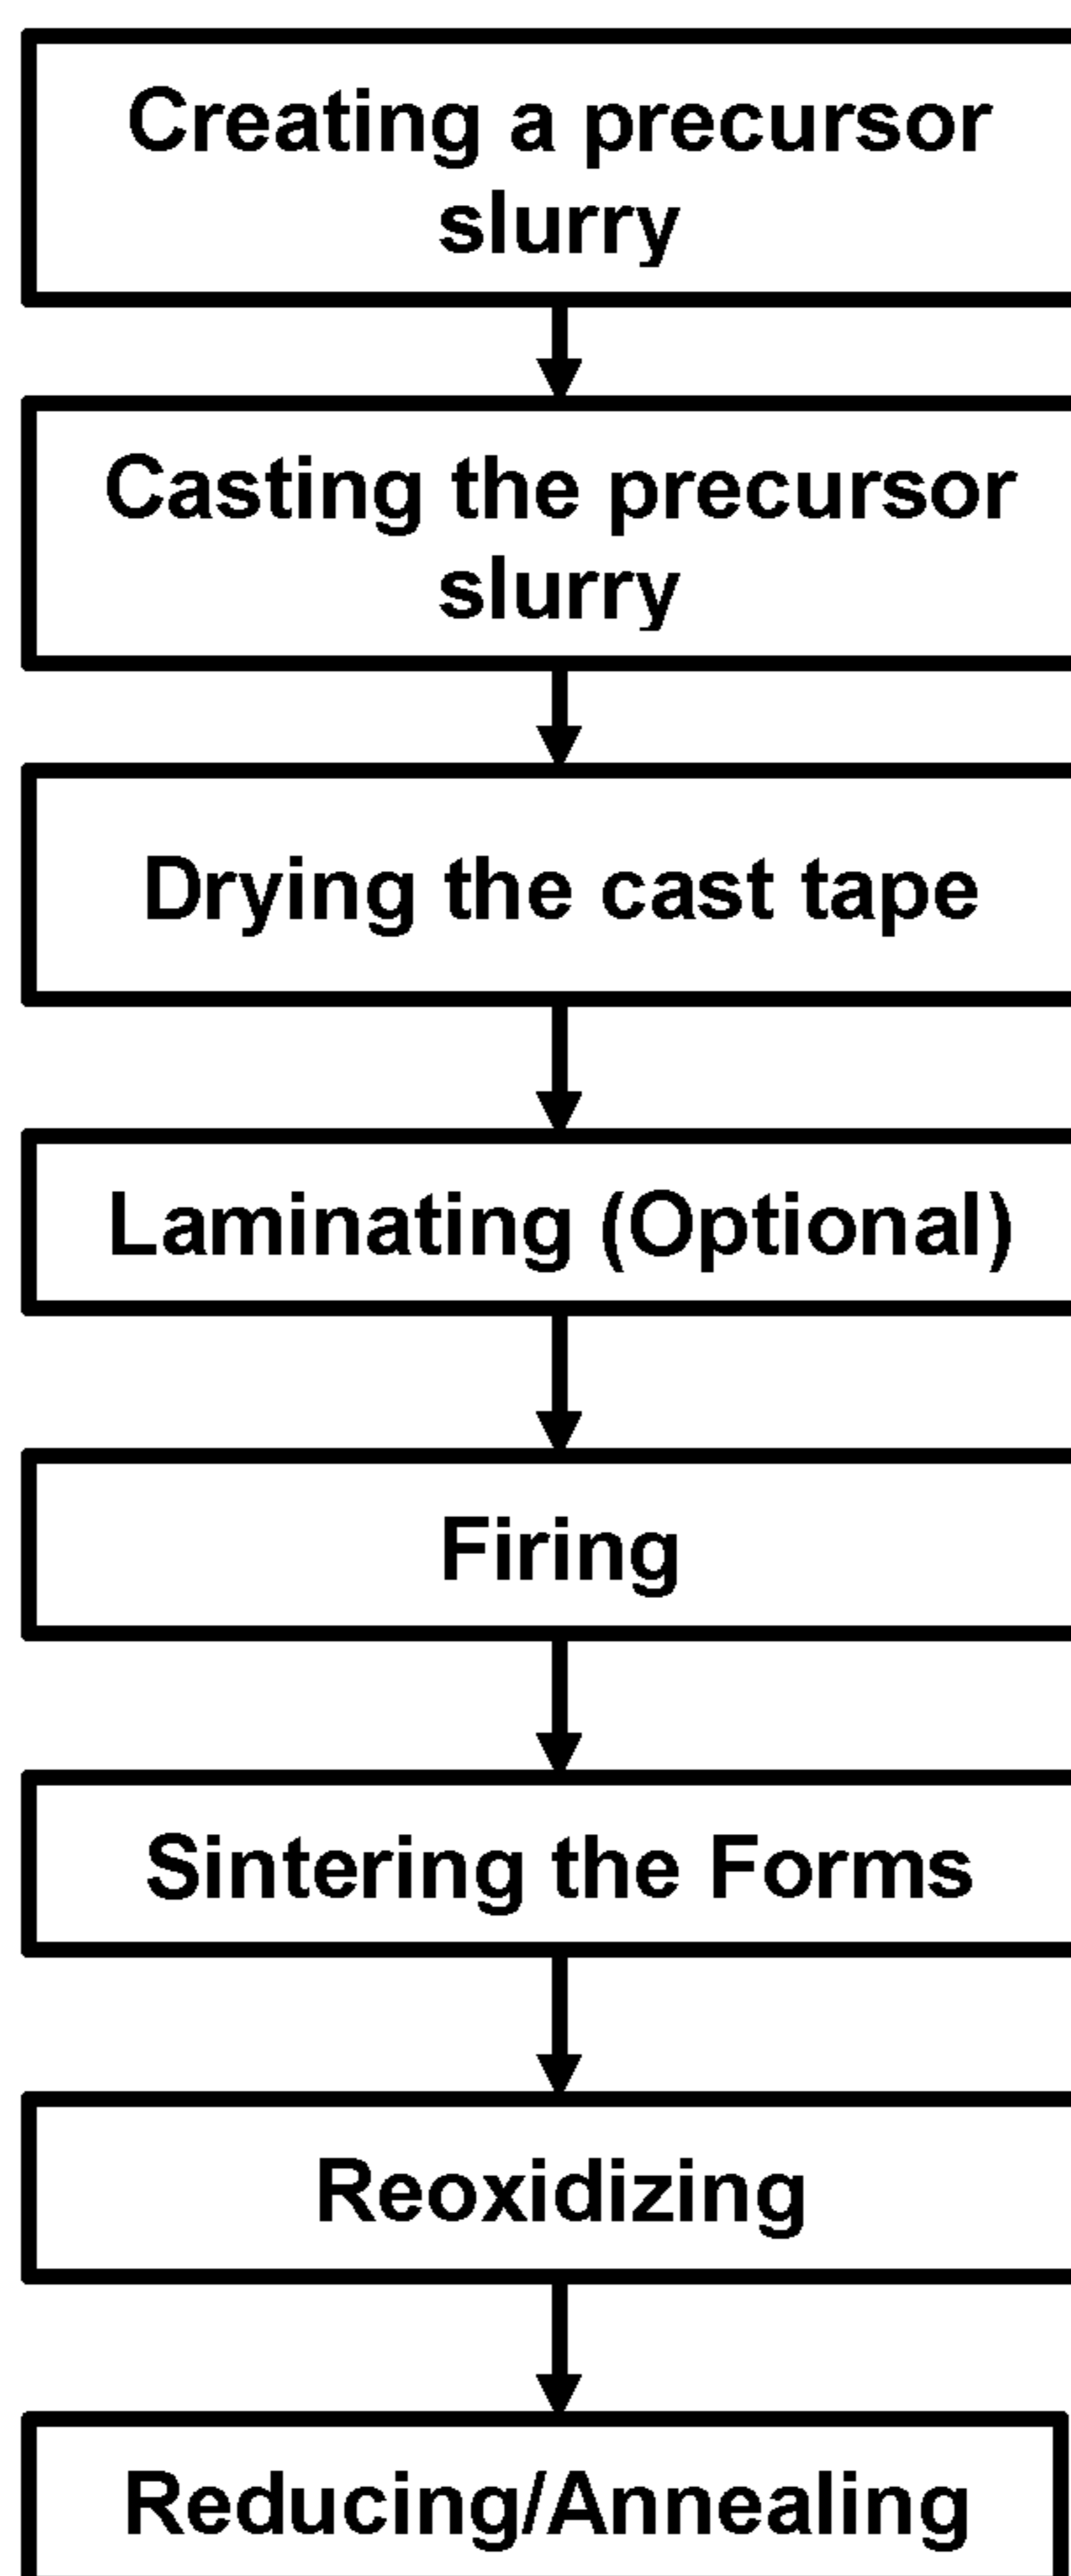 Creating a precursor
slurry
Casting the precursor
slurry
Drying the cast tape
Laminating (Optional)
Firing
Sintering the Forms
Reoxidizing
Reducing/Annealing